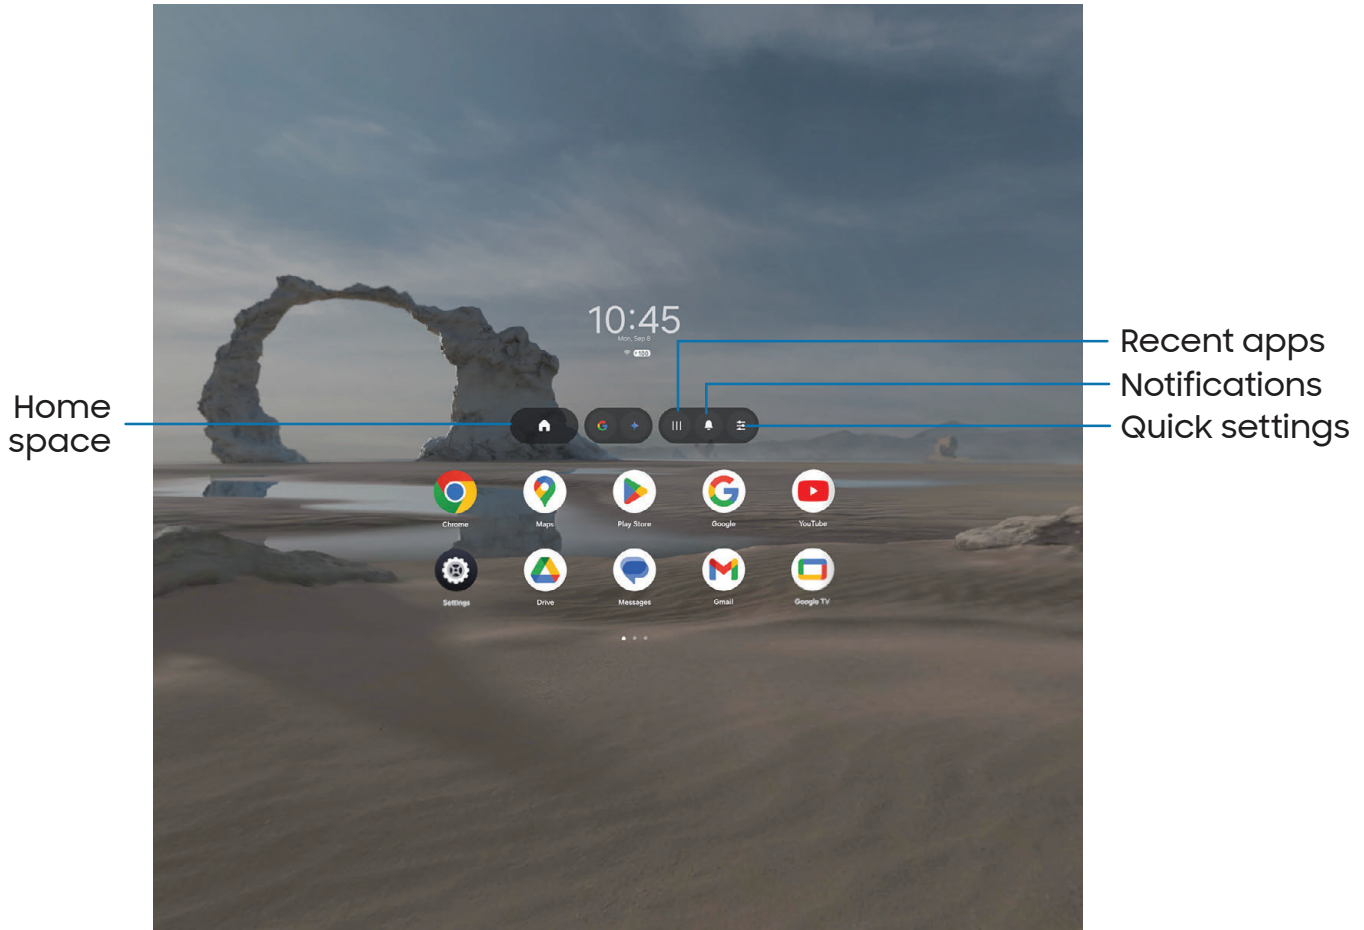 10:45
Mon, Sep 8
100
Recent apps
Notifications
Home
space
Quick settings
G
Chrome
Maps
Play Store
Google
YouTube
Settings
Drive
Messages
Gmail
Google TV